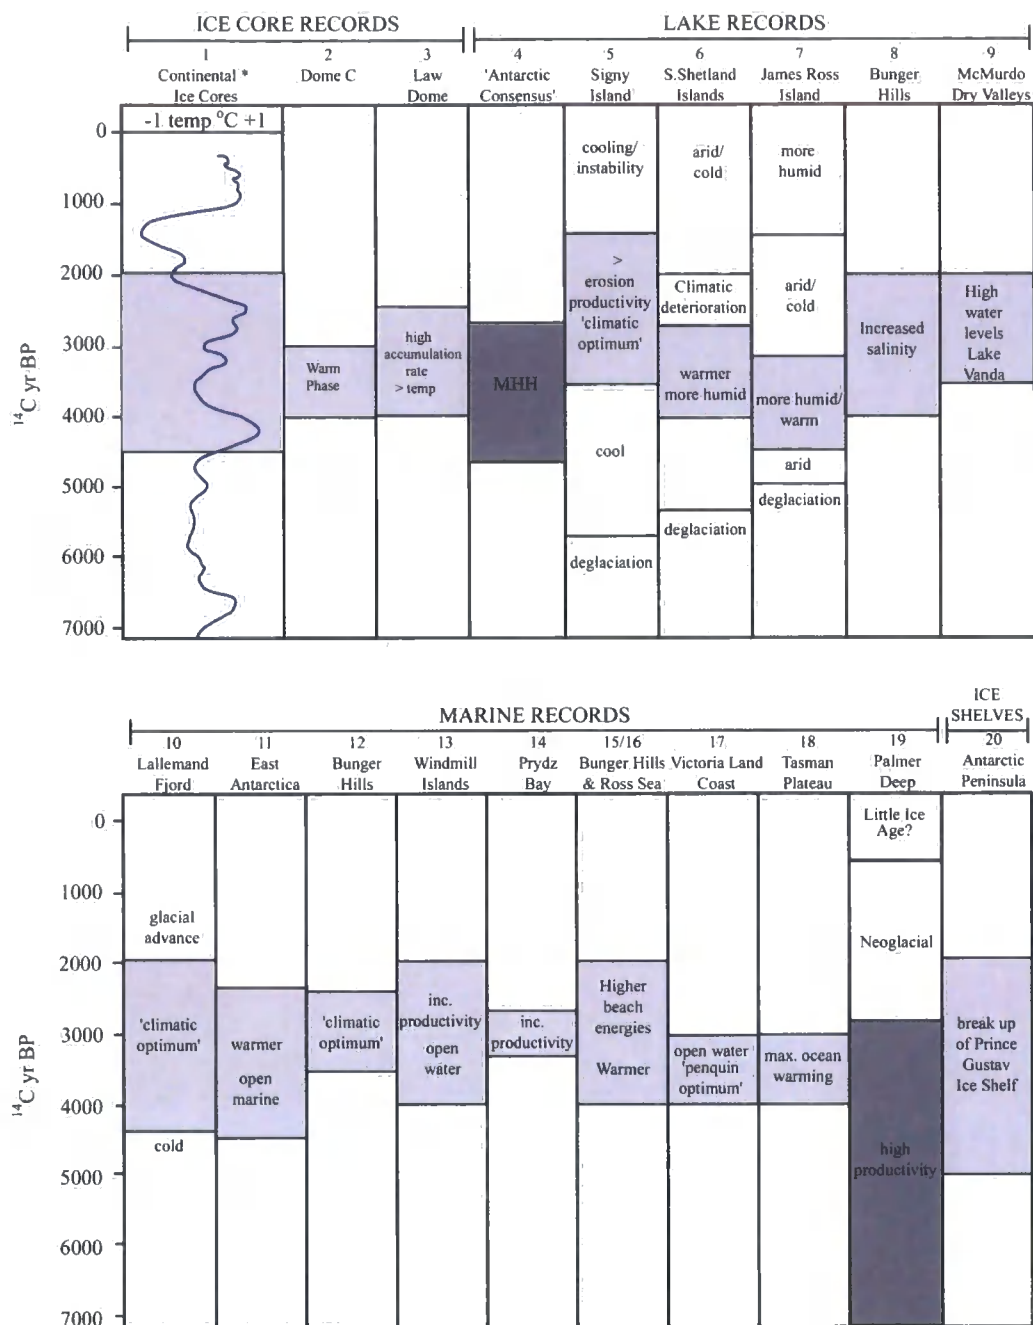 ICE CORE RECORDS
LAKE RECORDS
1
Continental *
Ice Cores
2
Dome C
3
Law
Dome
4
'Antarctic
Consensus'
5
Signy
Island
6
S.Shetland
Islands
7
James Ross
Island
8
Bunger
Hills
9
McMurdo
Dry Valleys
-1 temp °C +1
14C yr BP
0
1000
2000
3000
4000
5000
6000
7000
Warm
Phase
high
accumulation
rate
> temp
MHH
cooling/
instability
>
erosion
productivity
'climatic
optimum'
cool
deglaciation
arid/
cold
Climatic
deterioration
warmer
more humid
deglaciation
more
humid
arid/
cold
more humid/
warm
arid
deglaciation
Increased
salinity
High
water
levels
Lake
Vanda
MARINE RECORDS
ICE
SHELVES
10
Lallemand
Fjord
11
East
Antarctica
12
Bunger
Hills
13
Windmill
Islands
14
Prydz
Bay
15/16
Bunger Hills
& Ross Sea
17
Victoria Land
Coast
18
Tasman
Plateau
19
Palmer
Deep
20
Antarctic
Peninsula
14C yr BP
0
1000
2000
3000
4000
5000
6000
7000
glacial
advance
'climatic
optimum'
cold
warmer
open
marine
'climatic
optimum'
inc.
productivity
open
water
inc.
productivity
Higher
beach
energies
Warmer
open water
'penquin
optimum'
max. ocean
warming
Little Ice
Age?
Neoglacial
high
productivity
break up
of Prince
Gustav
Ice Shelf